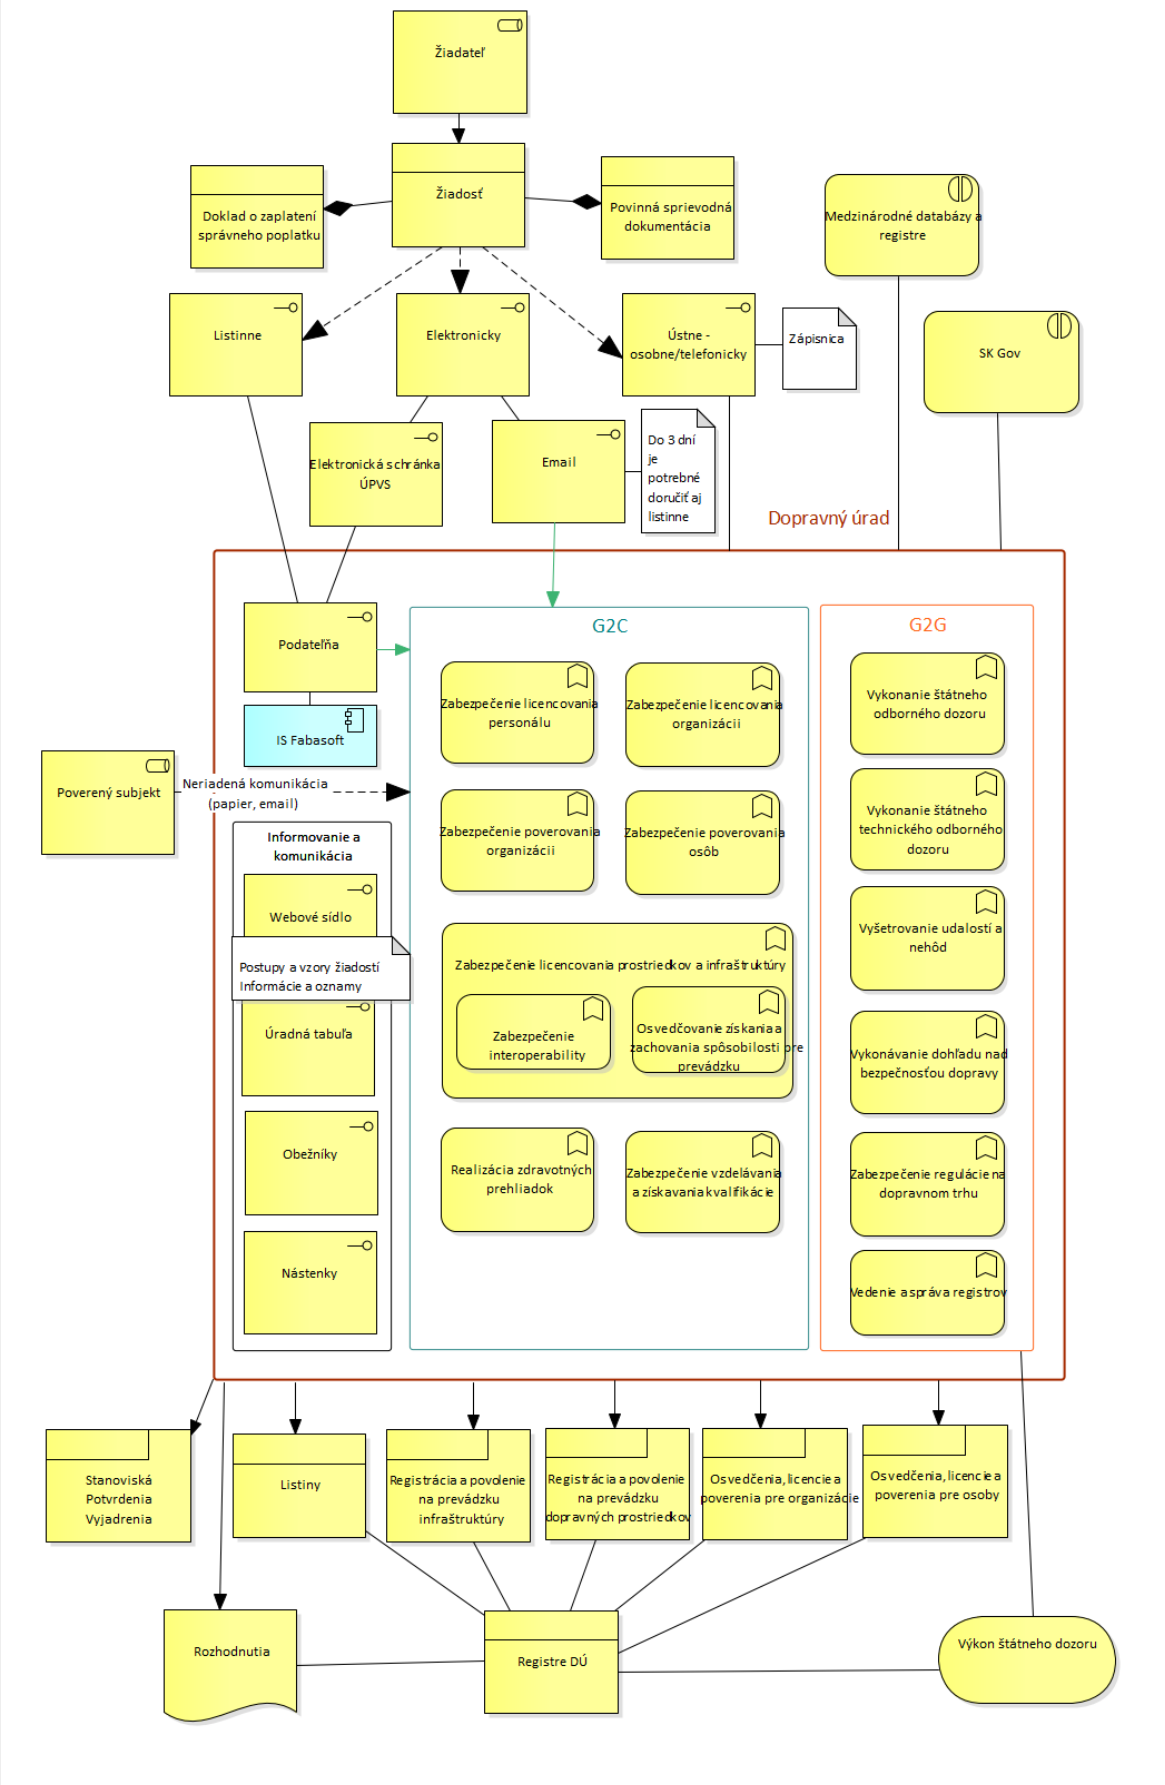 Žiadateľ
Žiadosť
Doklad o zaplatení
správneho poplatku
Povinná sprievodná
dokumentácia
Medzinárodné databázy a
registre
Listinne
Elektronicky
Ústne -
osobne/telefonicky
Zápisnica
SK Gov
Elektronická schránka
ÚPVS
Email
Do 3 dní
je
potrebné
doručiť aj
listinne
Dopravný úrad
Podateľňa
IS Fabasoft
Poverený subjekt
Neriadená komunikácia
(papier, email)
Informovanie a
komunikácia
Webové sídlo
Postupy a vzory žiadostí
Informácie a oznamy
Úradná tabuľa
Obežníky
Nástenky
G2C
Zabezpečenie licencovania
personálu
Zabezpečenie licencovania
organizácii
Zabezpečenie poverovania
organizácii
Zabezpečenie poverovania
osôb
Zabezpečenie licencovania prostriedkov a infraštruktúry
Zabezpečenie
interoperability
Osvedčovanie získania a
zachovania spôsobilosti pre
prevádzku
Realizácia zdravotných
prehliadok
Zabezpečenie vzdelávania
a získavania kvalifikácie
G2G
Vykonanie štátneho
odborného dozoru
Vykonanie štátneho
technického odborného
dozoru
Vyšetrovanie udalostí a
nehôd
Vykonávanie dohľadu nad
bezpečnosťou dopravy
Zabezpečenie regulácie na
dopravnom trhu
Vedenie a správa registrov
Stanoviská
Potvrdenia
Vyjadrenia
Listiny
Registrácia a povolenie
na prevádzku
infraštruktúry
Registrácia a povolenie
na prevádzku
dopravných prostriedkov
Osvedčenia, licencie a
poverenia pre organizácie
Osvedčenia, licencie a
poverenia pre osoby
Rozhodnutia
Registre DÚ
Výkon štátneho dozoru